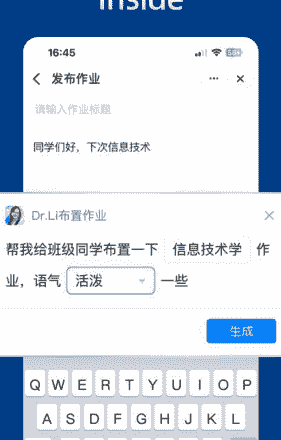 Inside
16:45
发布作业
请输入作业标题
同学们好，下次信息技术
Dr.Li布置作业
帮我给班级同学布置一下 信息技术学 作
业，语气 活泼 一些
生成
Q W E R T Y U I O P
A S D F G H J K L